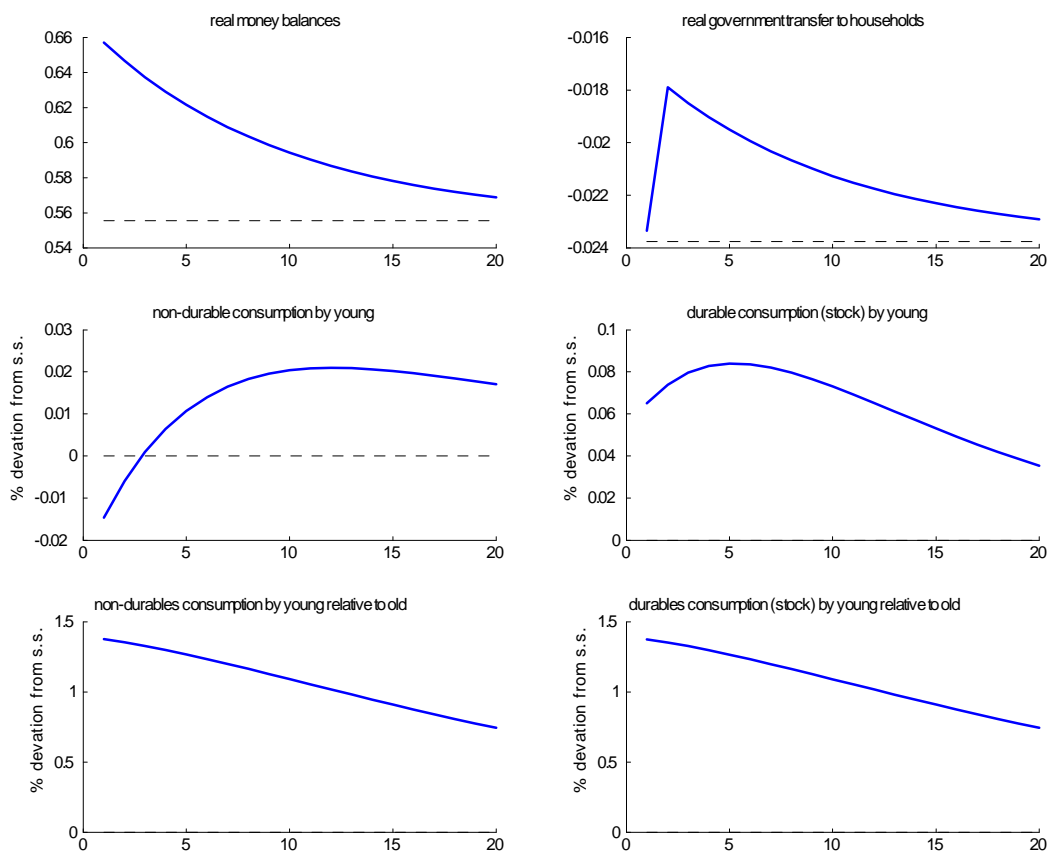 real money balances
real government transfer to households
0.66
0.64
0.62
0.6
0.58
0.56
0.54
0 5 10 15 20
-0.016
-0.018
-0.02
-0.022
-0.024
0 5 10 15 20
non-durable consumption by young
durable consumption (stock) by young
% devation from s.s.
0.03
0.02
0.01
0
-0.01
-0.02
0 5 10 15 20
% devation from s.s.
0.1
0.08
0.06
0.04
0.02
0
0 5 10 15 20
non-durables consumption by young relative to old
durables consumption (stock) by young relative to old
% devation from s.s.
1.5
1
0.5
0
0 5 10 15 20
% devation from s.s.
1.5
1
0.5
0
0 5 10 15 20